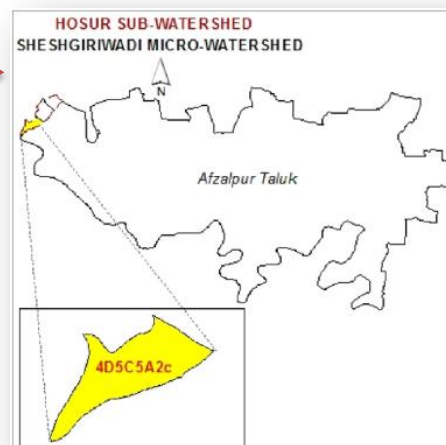 HOSUR SUB-WATERSHED
SHESHGIRIWADI MICRO-WATERSHED
N
Afzalpur Taluk
4D5C5A2c